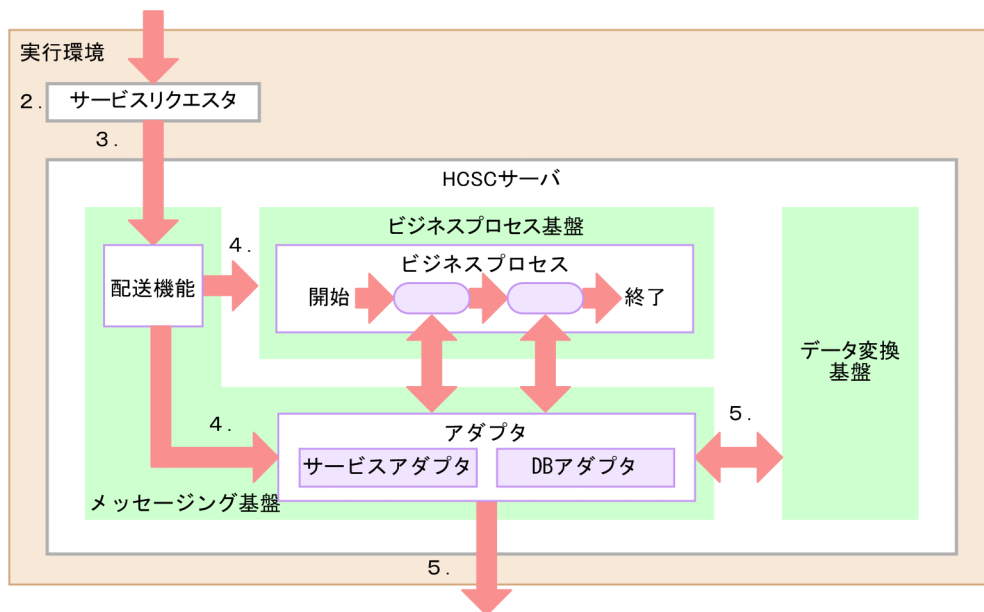 実行環境
２．
サービスリクエスタ
３．
HCSCサーバ
ビジネスプロセス基盤
４．
ビジネスプロセス
配送機能
開始
終了
データ変換
基盤
４．
アダプタ
５．
サービスアダプタ
DBアダプタ
メッセージング基盤
５．